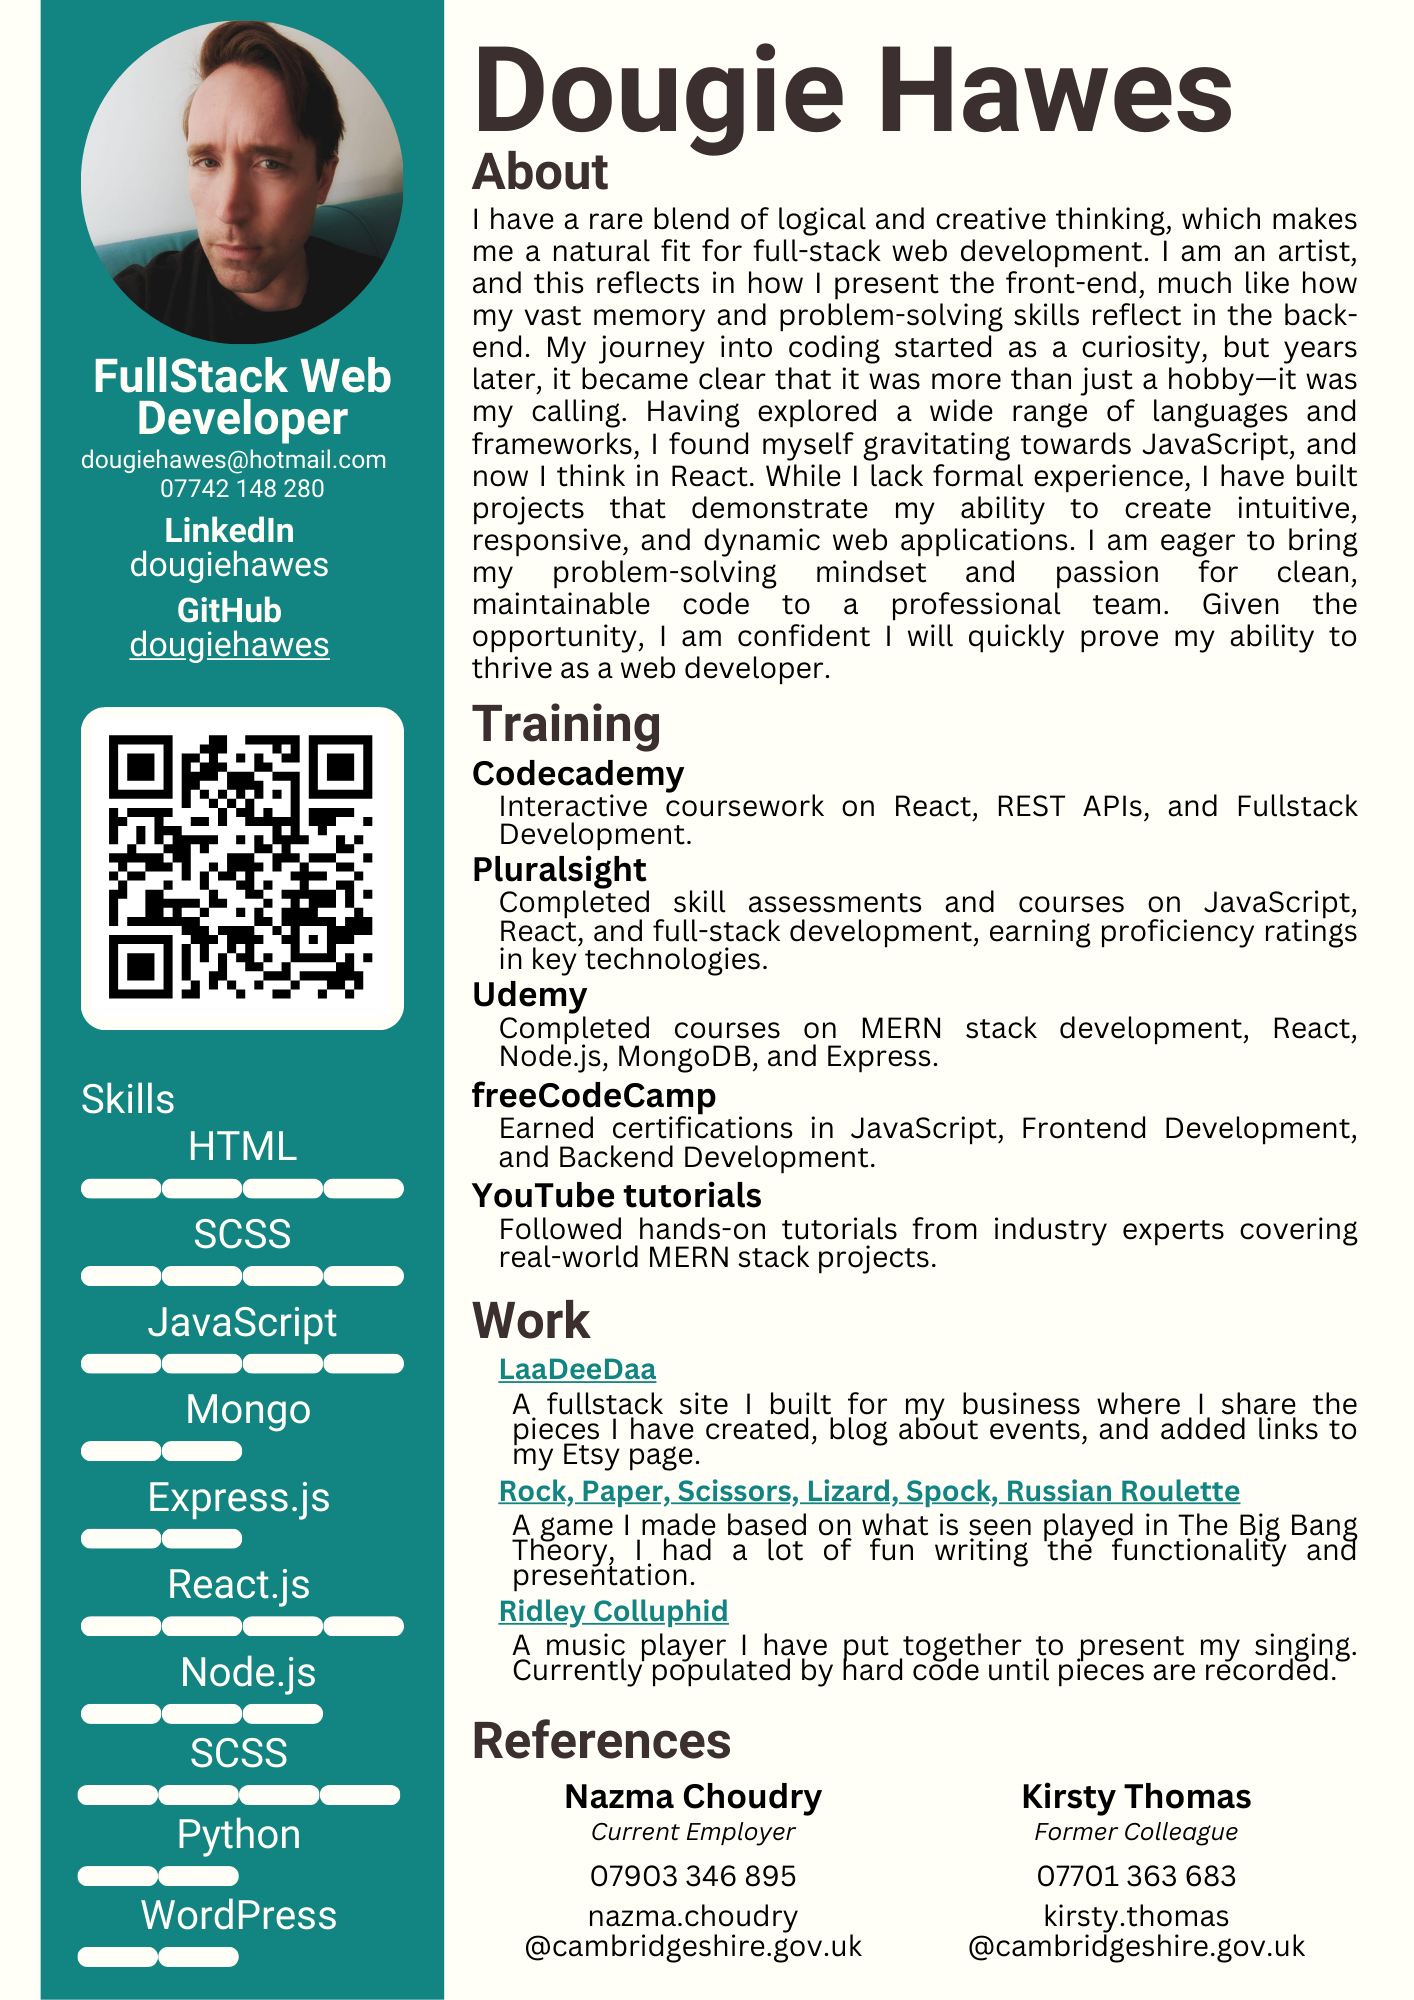 FullStack Web
Developer
dougiehawes@hotmail.com
07742 148 280
LinkedIn
dougiehawes
GitHub
dougiehawes
Skills
HTML
SCSS
JavaScript
Mongo
Express.js
React.js
Node.js
SCSS
Python
WordPress
Dougie Hawes
About
I have a rare blend of logical and creative thinking, which makes
me a natural fit for full-stack web development. I am an artist,
and this reflects in how I present the front-end, much like how
my vast memory and problem-solving skills reflect in the back-
end. My journey into coding started as a curiosity, but years
later, it became clear that it was more than just a hobby—it was
my calling. Having explored a wide range of languages and
frameworks, I found myself gravitating towards JavaScript, and
now I think in React. While I lack formal experience, I have built
projects that demonstrate my ability to create intuitive,
responsive, and dynamic web applications. I am eager to bring
my problem-solving mindset and passion for clean,
maintainable code to a professional team. Given the
opportunity, I am confident I will quickly prove my ability to
thrive as a web developer.
Training
Codecademy
Interactive coursework on React, REST APIs, and Fullstack
Development.
Pluralsight
Completed skill assessments and courses on JavaScript,
React, and full-stack development, earning proficiency ratings
in key technologies.
Udemy
Completed courses on MERN stack development, React,
Node.js, MongoDB, and Express.
freeCodeCamp
Earned certifications in JavaScript, Frontend Development,
and Backend Development.
YouTube tutorials
Followed hands-on tutorials from industry experts covering
real-world MERN stack projects.
Work
LaaDeeDaa
A fullstack site I built for my business where I share the
pieces I have created, blog about events, and added links to
my Etsy page.
Rock, Paper, Scissors, Lizard, Spock, Russian Roulette
A game I made based on what is seen played in The Big Bang
Theory, I had a lot of fun writing the functionality and
presentation.
Ridley Colluphid
A music player I have put together to present my singing.
Currently populated by hard code until pieces are recorded.
References
Nazma Choudry
Current Employer
07903 346 895
nazma.choudry
@cambridgeshire.gov.uk
Kirsty Thomas
Former Colleague
07701 363 683
kirsty.thomas
@cambridgeshire.gov.uk